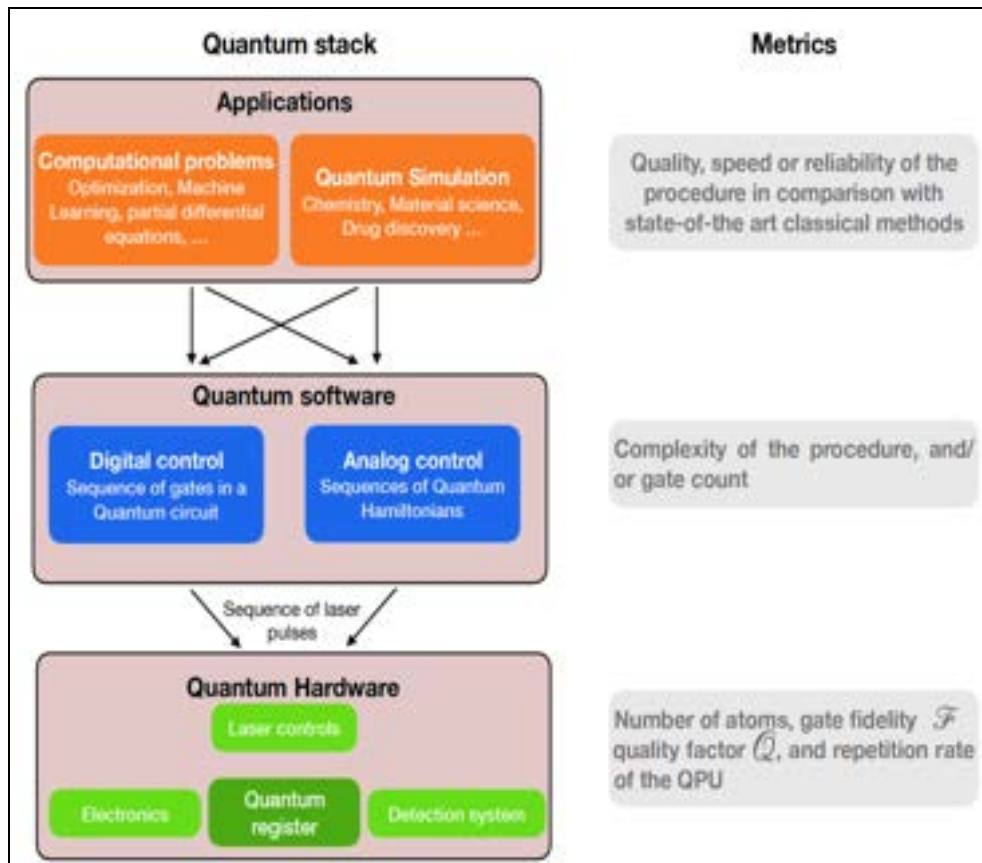 Quantum stack
Metrics
Applications
Computational problems
Optimization, Machine
Learning, partial differential
equations, ...
Quantum Simulation
Chemistry, Material science,
Drug discovery ...
Quality, speed or reliability of the
procedure in comparison with
state-of-the art classical methods
Quantum software
Digital control
Sequence of gates in a
Quantum circuit
Analog control
Sequences of Quantum
Hamiltonians
Complexity of the procedure, and/
or gate count
Sequence of laser
pulses
Quantum Hardware
Laser controls
Electronics
Quantum
register
Detection system
Number of atoms, gate fidelity ℱ
quality factor 𝒬, and repetition rate
of the QPU